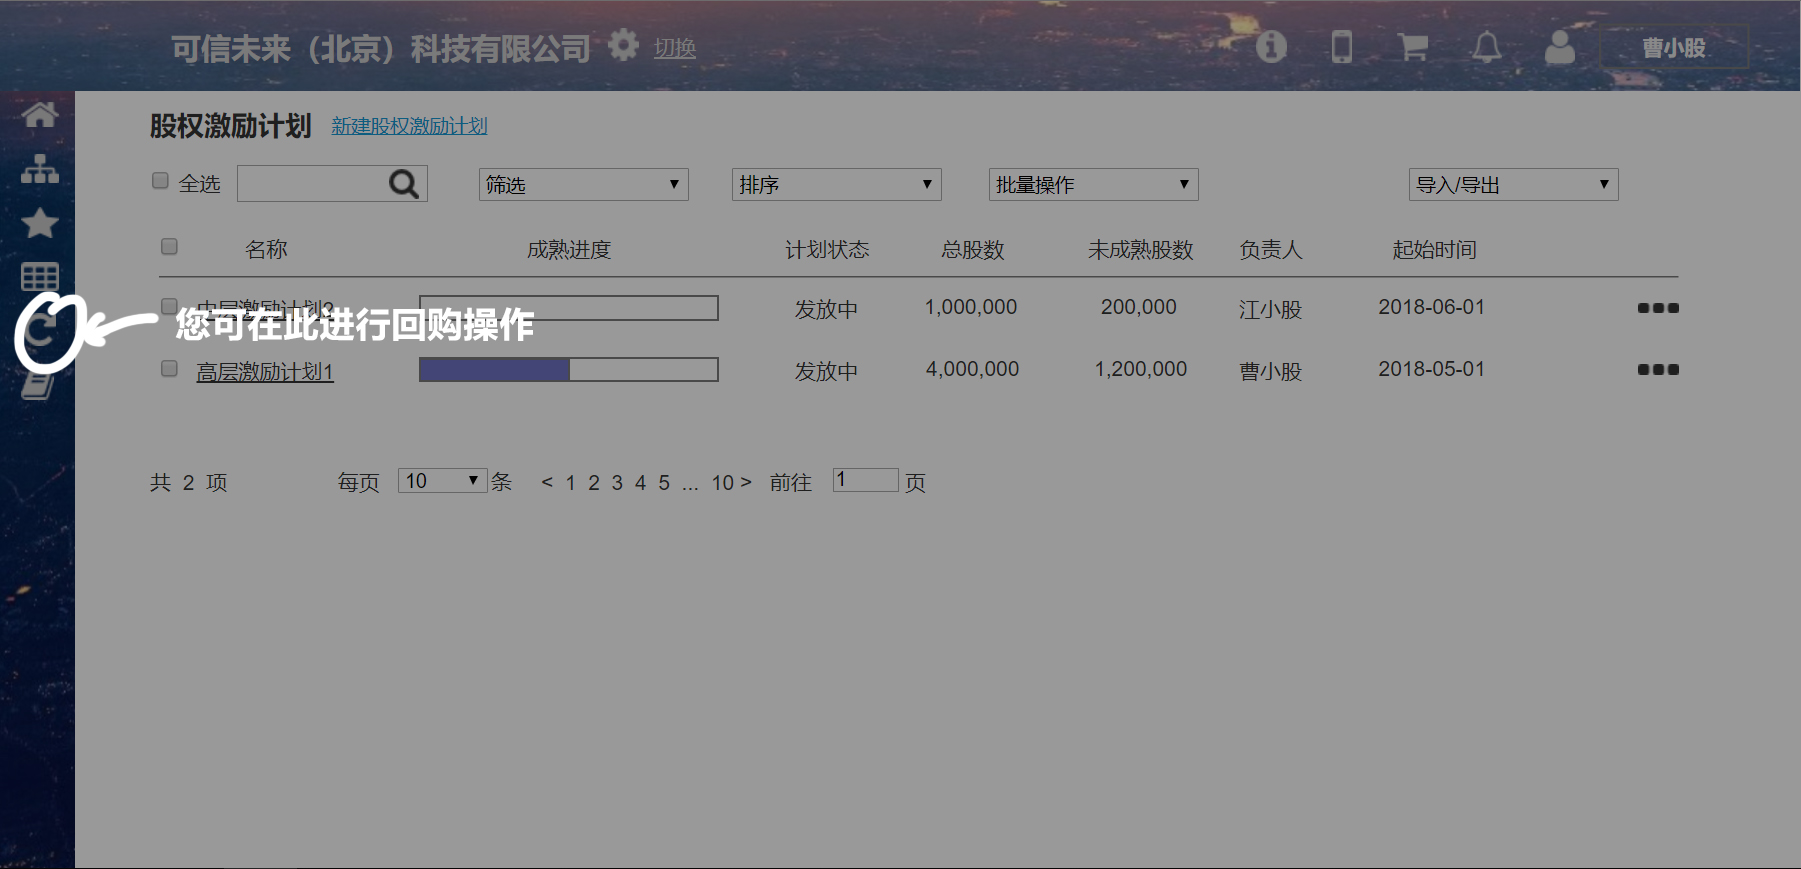 可信未来（北京）科技有限公司 切换 曹小股
股权激励计划 新建股权激励计划
全选 筛选 排序 批量操作 导入/导出
名称 成熟进度 计划状态 总股数 未成熟股数 负责人 起始时间
中层激励计划2 发放中 1,000,000 200,000 江小股 2018-06-01
您可在此进行回购操作
高层激励计划1 发放中 4,000,000 1,200,000 曹小股 2018-05-01
共 2 项 每页 10 条 < 1 2 3 4 5 ... 10 > 前往 1 页